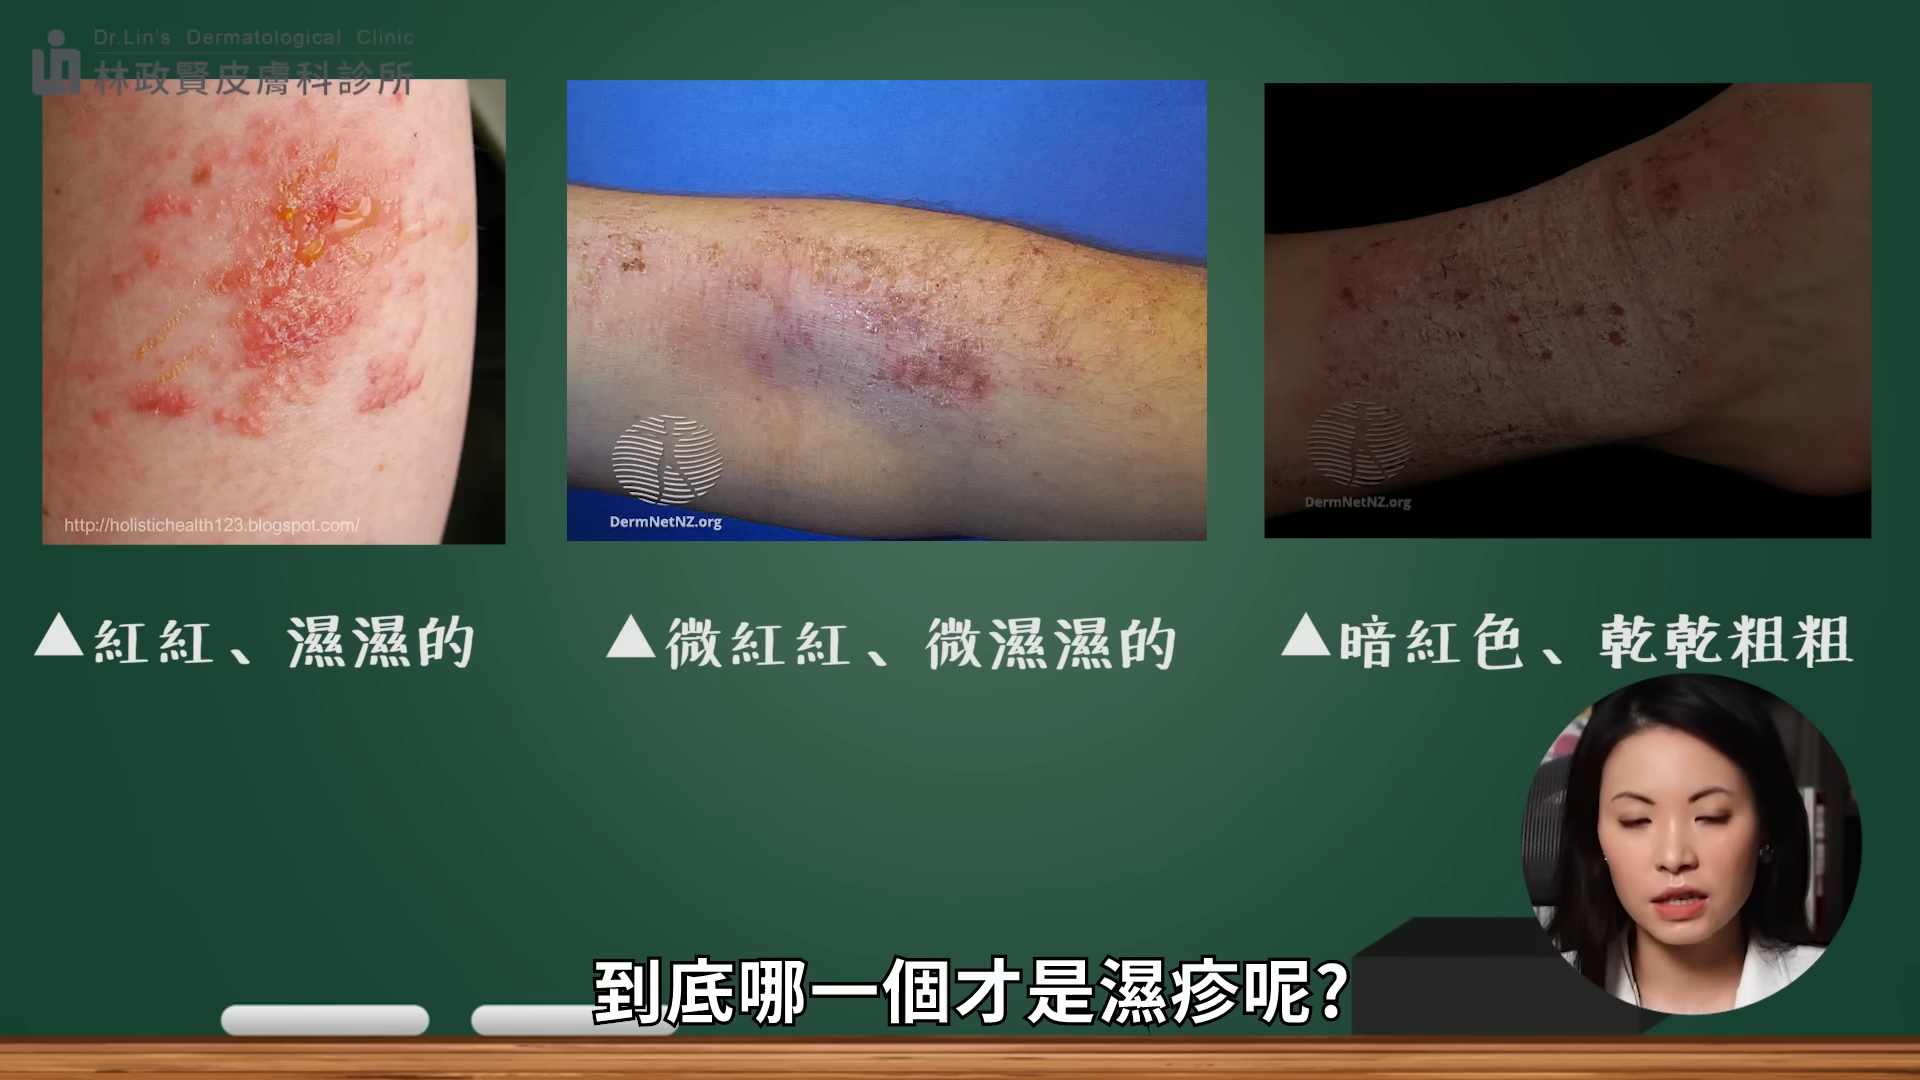 Dr.Lin's Dermatological Clinic
林政賢皮膚科診所
http://holistichealth123.blogspot.com/
DermNetNZ.org
DermNetNZ.org
▲紅紅、濕濕的
▲微紅紅、微濕濕的
▲暗紅色、乾乾粗粗
到底哪一個才是濕疹呢?